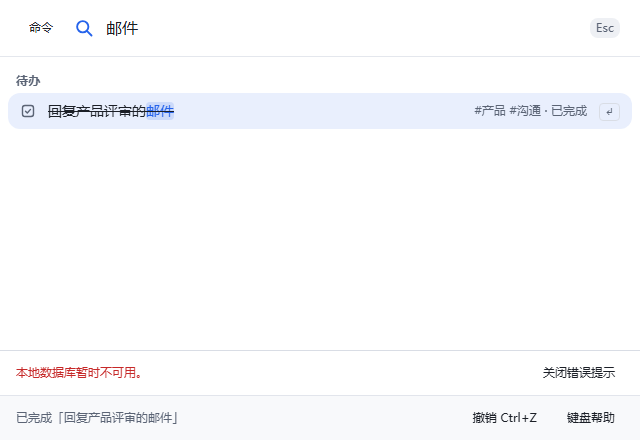 命令 邮件 Esc
待办
回复产品评审的邮件 #产品 #沟通 · 已完成 ↵
本地数据库暂时不可用。 关闭错误提示
已完成「回复产品评审的邮件」 撤销 Ctrl+Z 键盘帮助